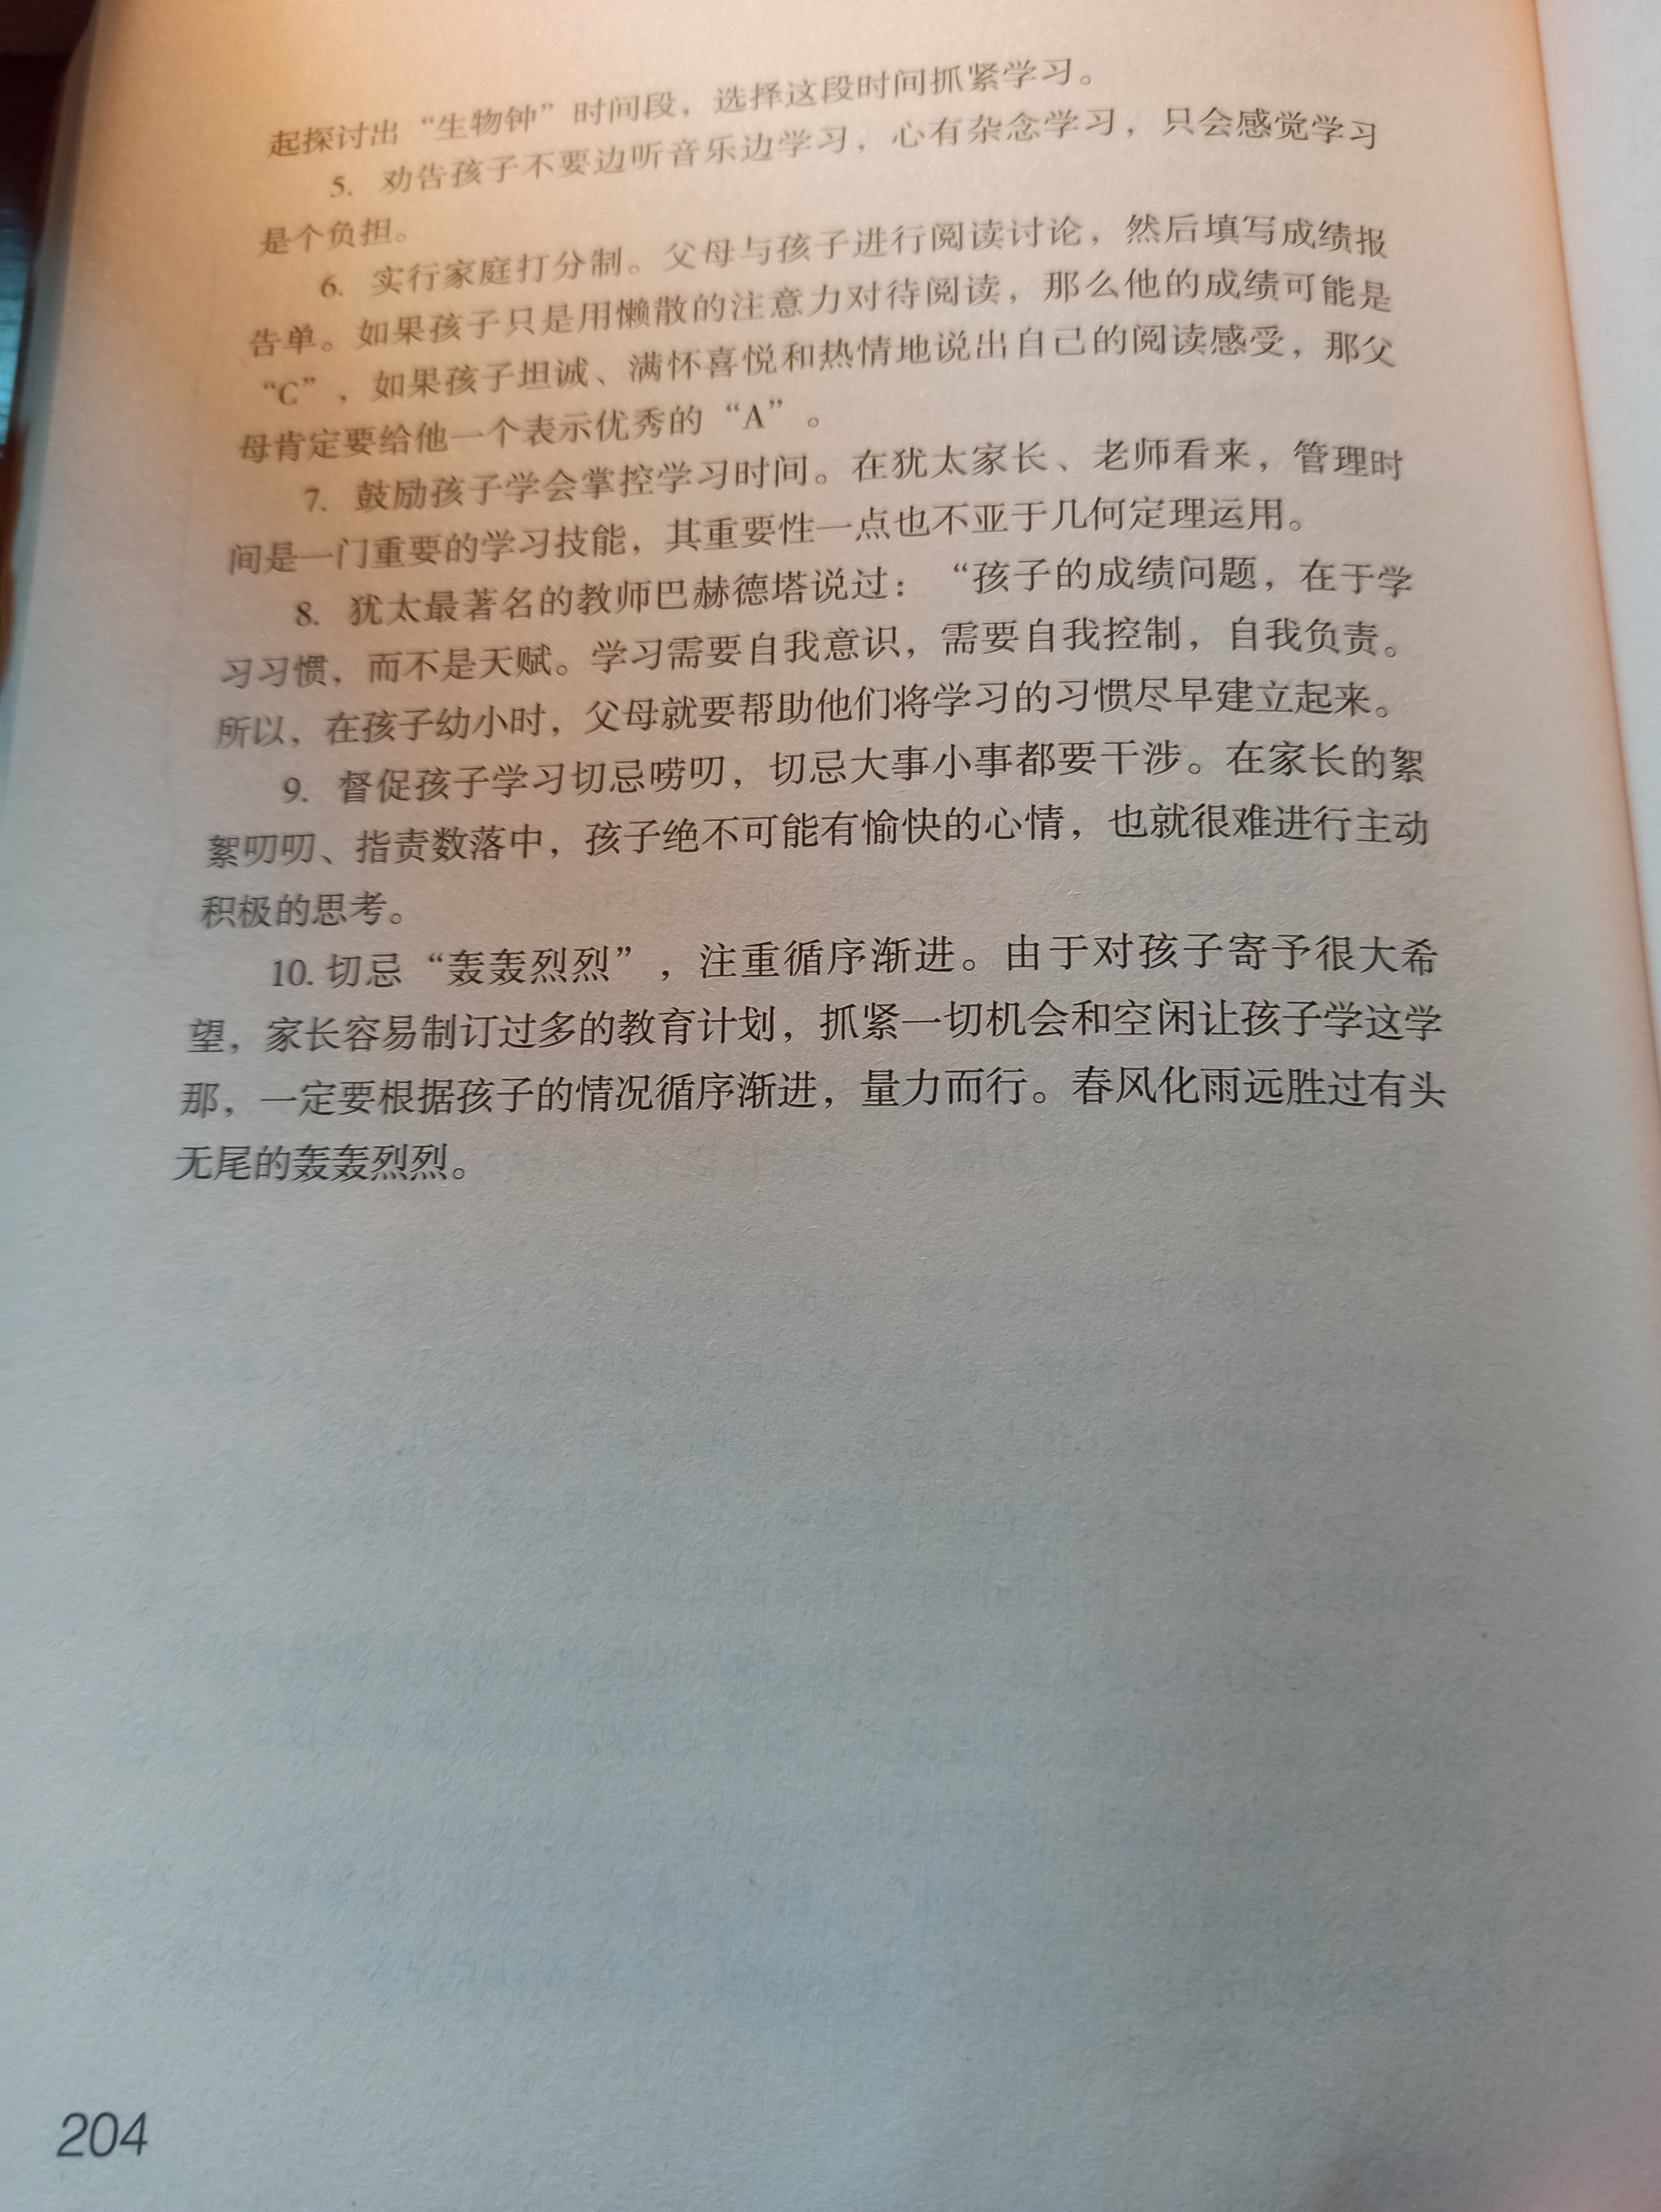 起探讨出“生物钟”时间段，选择这段时间抓紧学习。
5. 劝告孩子不要边听音乐边学习，心有杂念学习，只会感觉学习
是个负担。
6. 实行家庭打分制。父母与孩子进行阅读讨论，然后填写成绩报
告单。如果孩子只是用懒散的注意力对待阅读，那么他的成绩可能是
“C”，如果孩子坦诚、满怀喜悦和热情地说出自己的阅读感受，那父
母肯定要给他一个表示优秀的“A”。
7. 鼓励孩子学会掌控学习时间。在犹太家长、老师看来，管理时
间是一门重要的学习技能，其重要性一点也不亚于几何定理运用。
8. 犹太最著名的教师巴赫德塔说过：“孩子的成绩问题，在于学
习习惯，而不是天赋。学习需要自我意识，需要自我控制，自我负责。
所以，在孩子幼小时，父母就要帮助他们将学习的习惯尽早建立起来。
9. 督促孩子学习切忌唠叨，切忌大事小事都要干涉。在家长的絮
絮叨叨、指责数落中，孩子绝不可能有愉快的心情，也就很难进行主动
积极的思考。
10. 切忌“轰轰烈烈”，注重循序渐进。由于对孩子寄予很大希
望，家长容易制订过多的教育计划，抓紧一切机会和空闲让孩子学这学
那，一定要根据孩子的情况循序渐进，量力而行。春风化雨远胜过有头
无尾的轰轰烈烈。
204